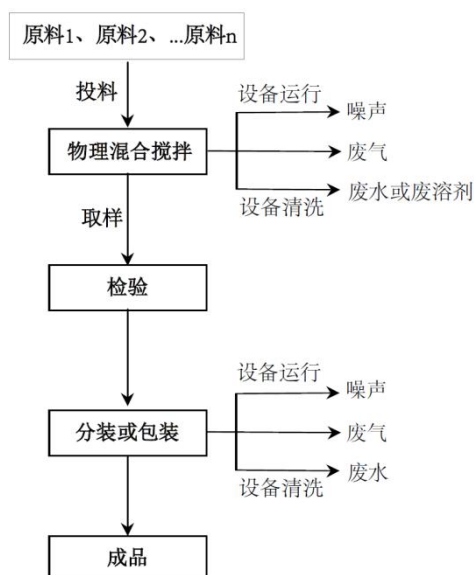 原料1、原料2、...原料n
投料
设备运行
噪声
物理混合搅拌
废气
废水或废溶剂
设备清洗
取样
检验
设备运行
噪声
分装或包装
废气
废水
设备清洗
成品